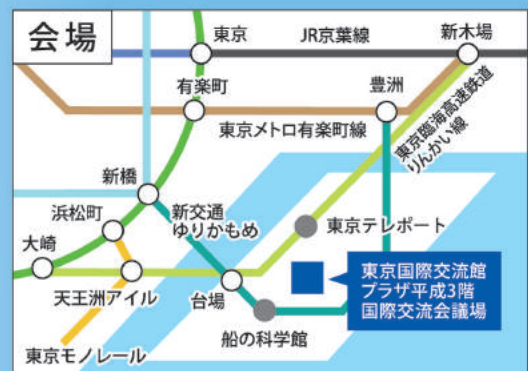 会場
東京
JR京葉線
新木場
有楽町
豊洲
東京メトロ有楽町線
東京臨海高速鉄道
りんかい線
新橋
浜松町
新交通
ゆりかもめ
東京テレポート
大崎
天王洲アイル
台場
東京国際交流館
プラザ平成3階
国際交流会議場
船の科学館
東京モノレール